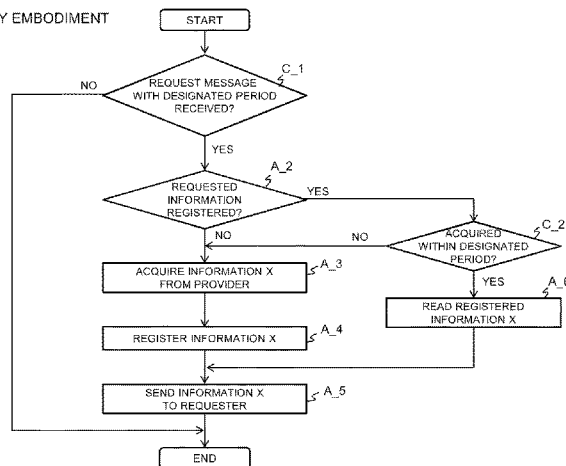 Y EMBODIMENT
START
C_1
REQUEST MESSAGE
WITH DESIGNATED PERIOD
RECEIVED?
NO
YES
A_2
REQUESTED
INFORMATION
REGISTERED?
YES
NO
C_2
ACQUIRED
WITHIN DESIGNATED
PERIOD?
NO
YES
ACQUIRE INFORMATION X
FROM PROVIDER
A_3
READ REGISTERED
INFORMATION X
REGISTER INFORMATION X
A_4
SEND INFORMATION X
TO REQUESTER
A_5
END